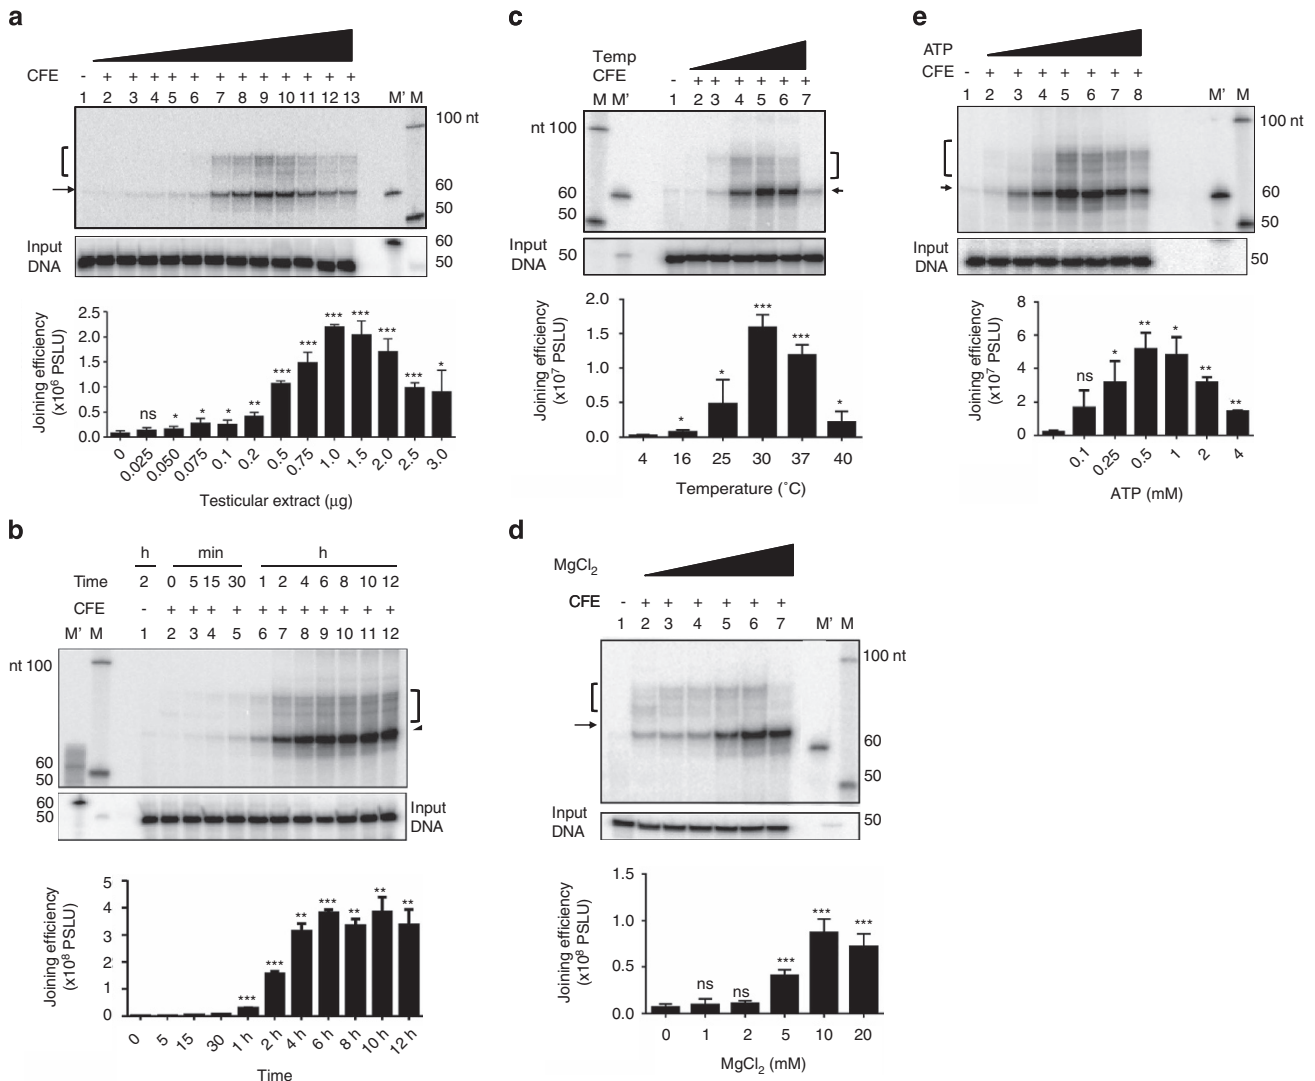 a
CFE - + + + + + + + + + + + +
1 2 3 4 5 6 7 8 9 10 11 12 13 M' M
100 nt
60
50
Input DNA
60
50
Joining efficiency (x10⁶ PSLU)
2.5
2.0
1.5
1.0
0.5
0.0
ns * * * ** *** *** *** *** *** *** *
0 0.025 0.050 0.075 0.1 0.2 0.5 0.75 1.0 1.5 2.0 2.5 3.0
Testicular extract (μg)
b
h min h
Time 2 0 5 15 30 1 2 4 6 8 10 12
CFE - + + + + + + + + + + +
M' M 1 2 3 4 5 6 7 8 9 10 11 12
nt 100
60
50
60
50
Input DNA
Joining efficiency (x10⁸ PSLU)
5
4
3
2
1
0
*** *** ** *** ** ** **
0 5 15 30 1 h 2 h 4 h 6 h 8 h 10 h 12 h
Time
c
Temp
CFE - + + + + + +
M M' 1 2 3 4 5 6 7
nt 100
60
50
Input DNA
50
Joining efficiency (x10⁷ PSLU)
2.0
1.5
1.0
0.5
0.0
* * *** *** *
4 16 25 30 37 40
Temperature (˚C)
d
MgCl₂
CFE - + + + + + +
1 2 3 4 5 6 7 M' M
100 nt
60
50
Input DNA
50
Joining efficiency (x10⁸ PSLU)
1.5
1.0
0.5
0.0
ns ns *** *** ***
0 1 2 5 10 20
MgCl₂ (mM)
e
ATP
CFE - + + + + + + +
1 2 3 4 5 6 7 8 M' M
100 nt
60
50
Input DNA
50
Joining efficiency (x10⁷ PSLU)
8
6
4
2
0
ns * ** * ** **
0.1 0.25 0.5 1 2 4
ATP (mM)